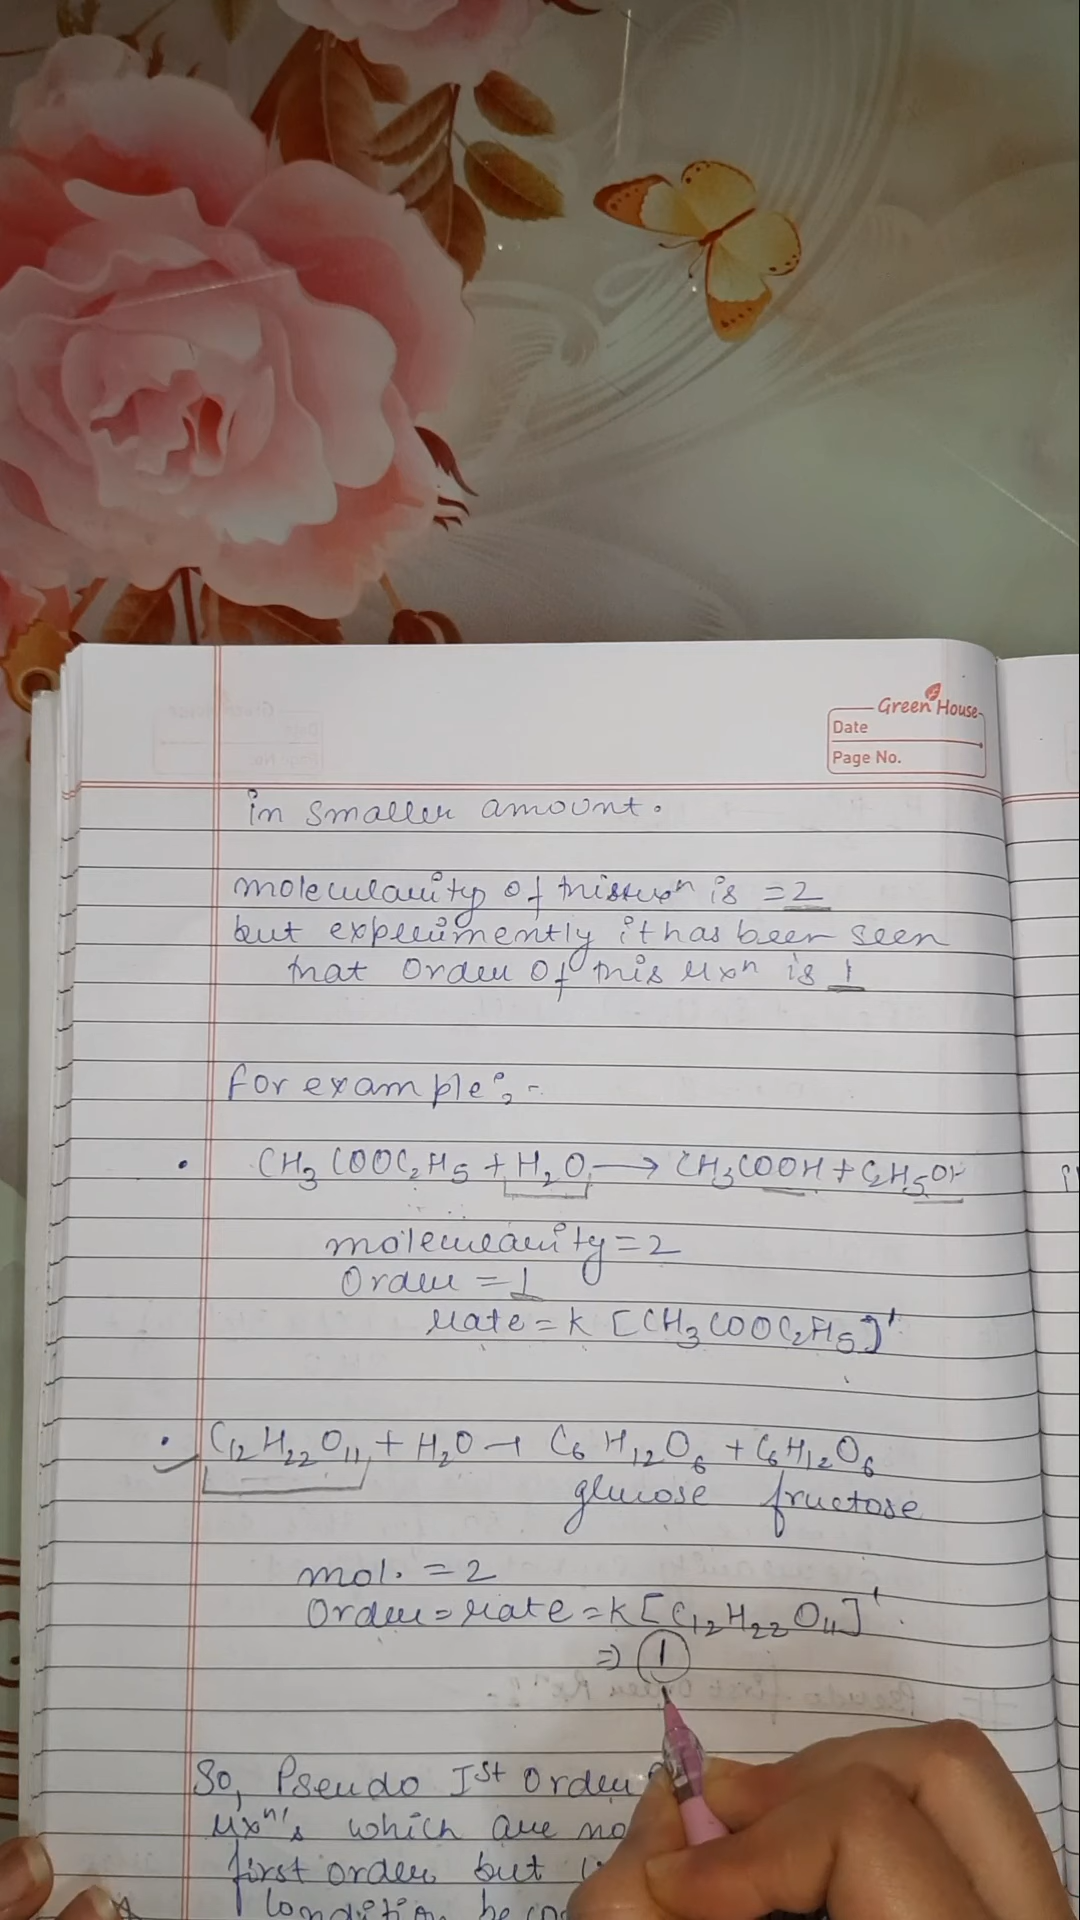 Green House
Date
Page No.
in smaller amount.
molecularity of this rxn is = 2
but experimently it has been seen
that order of this rxn is 1
for example :-
• CH3COOC2H5 + H2O → CH3COOH + C2H5OH
molecularity = 2
Order = 1
rate = k [CH3COOC2H5]1
• C12H22O11 + H2O → C6H12O6 + C6H12O6
glucose fructose
mol. = 2
Order = rate = k[C12H22O11]1
⇒ 1
So, Pseudo Ist Order
rxn's which are
first order but
condition